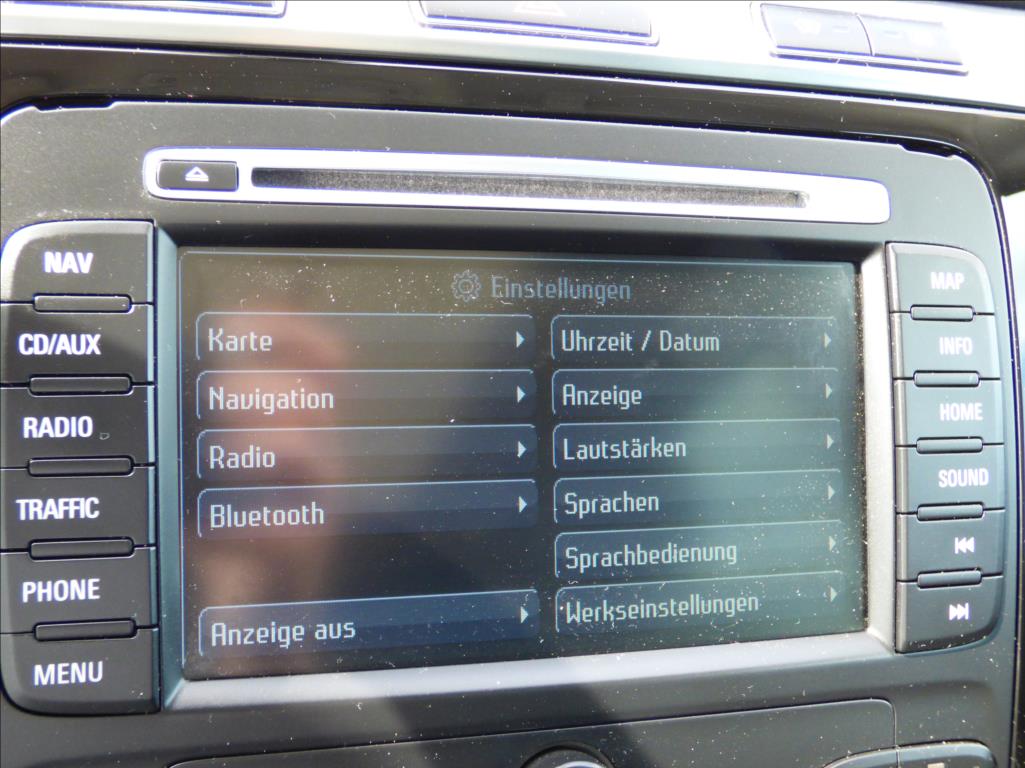 NAV
CD/AUX
RADIO
TRAFFIC
PHONE
MENU
Einstellungen
Karte
Navigation
Radio
Bluetooth
Anzeige aus
Uhrzeit / Datum
Anzeige
Lautstärken
Sprachen
Sprachbedienung
Werkseinstellungen
MAP
INFO
HOME
SOUND